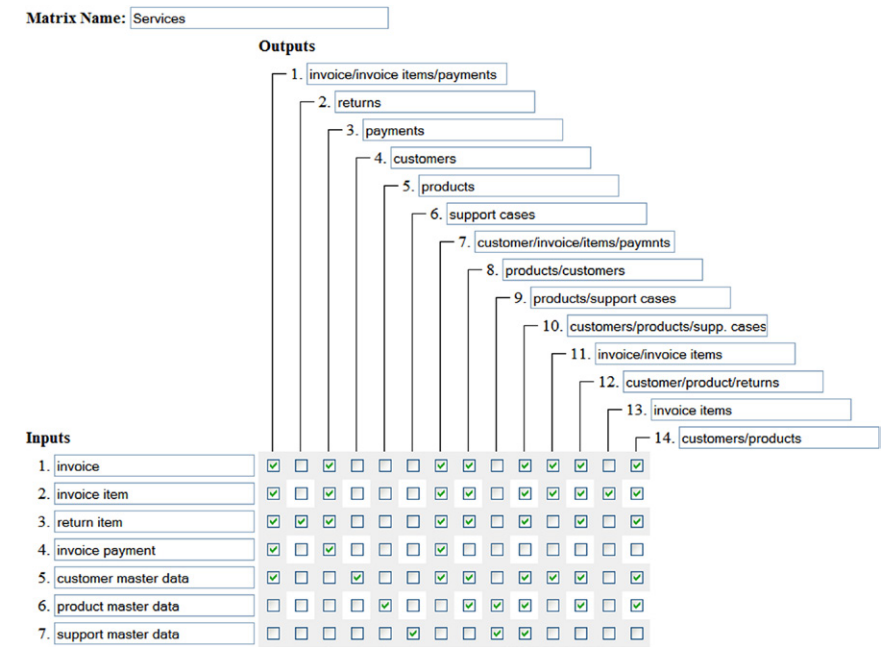 Matrix Name: Services
Outputs
1. invoice/invoice items/payments
2. returns
3. payments
4. customers
5. products
6. support cases
7. customer/invoice/items/paymnts
8. products/customers
9. products/support cases
10. customers/products/supp. cases
11. invoice/invoice items
12. customer/product/returns
13. invoice items
14. customers/products
Inputs
1. invoice
2. invoice item
3. return item
4. invoice payment
5. customer master data
6. product master data
7. support master data